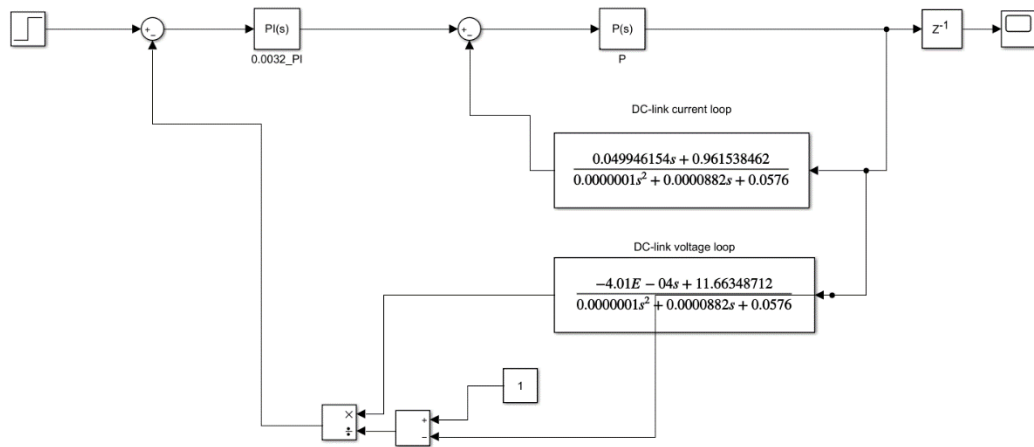 +
−
PI(s)
0.0032_PI
+
−
P(s)
P
Z⁻¹
DC-link current loop
0.049946154s + 0.961538462
0.0000001s² + 0.0000882s + 0.0576
DC-link voltage loop
−4.01E − 04s + 11.66348712
0.0000001s² + 0.0000882s + 0.0576
1
×
÷
+
−